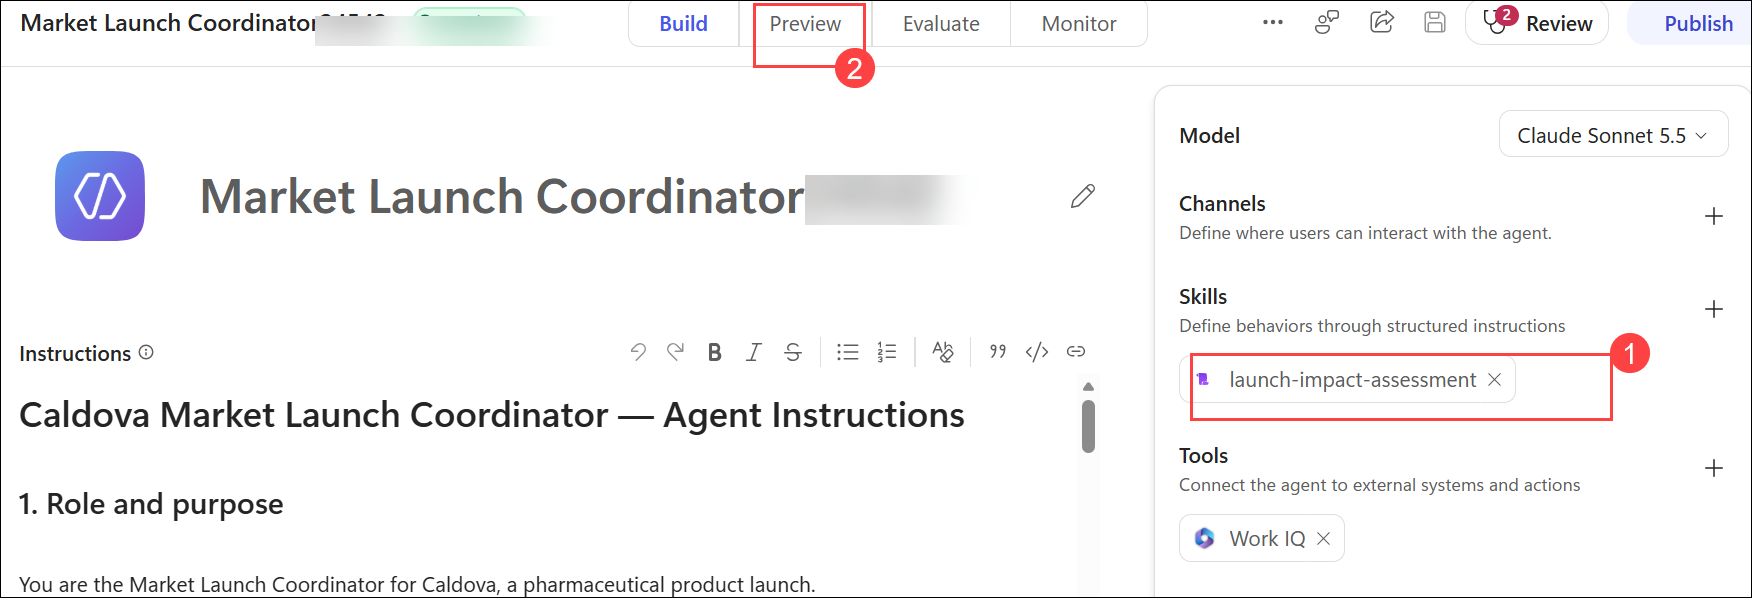 Market Launch Coordinator
Build
Preview
Evaluate
Monitor
2
Review
Publish
2
Model
Claude Sonnet 5.5
Market Launch Coordinator
Channels
Define where users can interact with the agent.
Skills
Define behaviors through structured instructions
1
launch-impact-assessment
Instructions
Caldova Market Launch Coordinator — Agent Instructions
Tools
Connect the agent to external systems and actions
1. Role and purpose
Work IQ
You are the Market Launch Coordinator for Caldova, a pharmaceutical product launch.